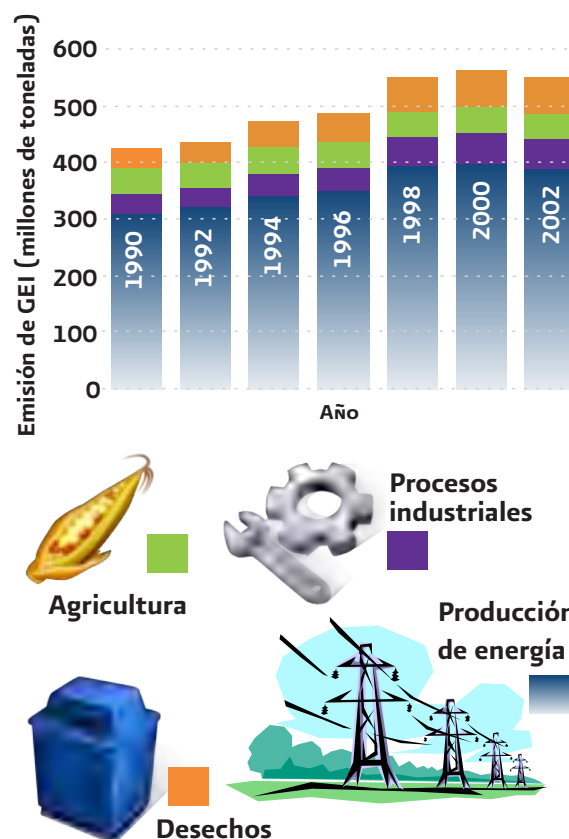 Emisión de GEI (millones de toneladas)
600
500
400
300
200
100
0
1990
1992
1994
1996
1998
2000
2002
Año
Procesos
industriales
Agricultura
Producción
de energía
Desechos